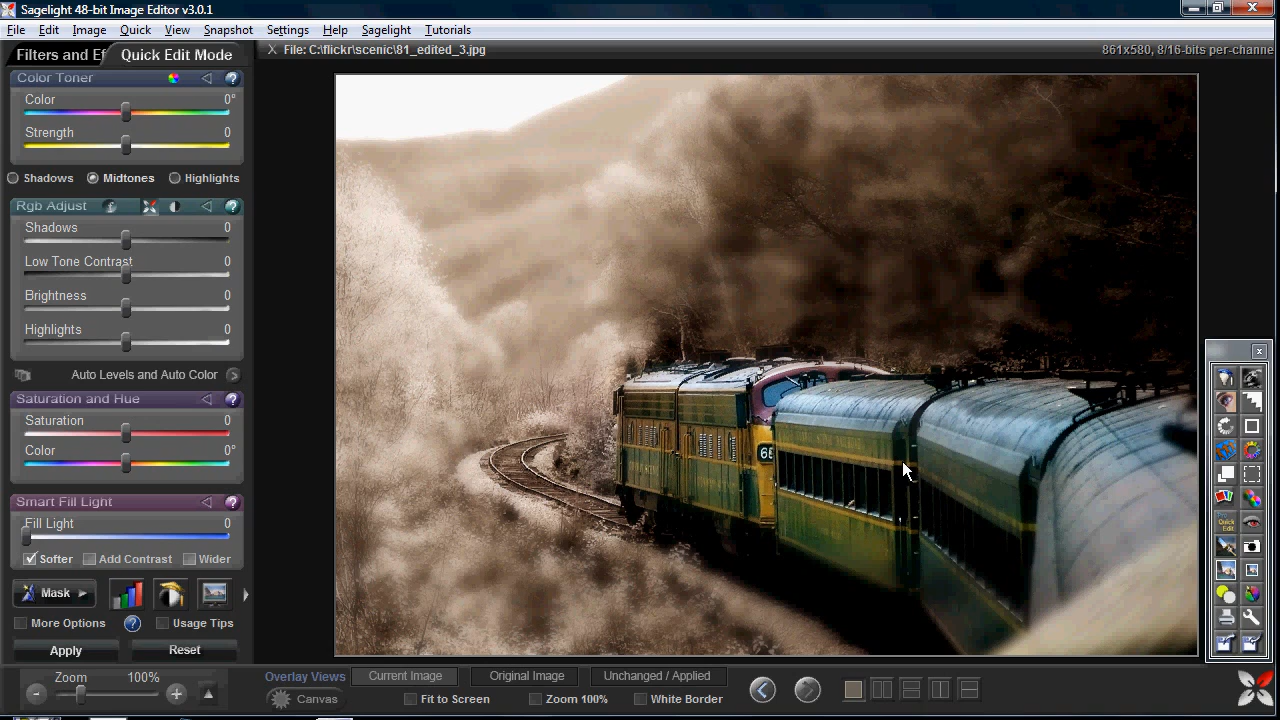 Sagelight 48-bit Image Editor v3.0.1
File Edit Image Quick View Snapshot Settings Help Sagelight Tutorials
Filters and Ef Quick Edit Mode
X File: C:\flickr\scenic\81_edited_3.jpg 861x580, 8/16-bits per-channe
Color Toner ?
Color 0°
Strength 0
Shadows Midtones Highlights
Rgb Adjust ?
Shadows 0
Low Tone Contrast 0
Brightness 0
Highlights 0
Auto Levels and Auto Color
Saturation and Hue ?
Saturation 0
Color 0°
Smart Fill Light ?
Fill Light 0
Softer Add Contrast Wider
Mask
More Options ? Usage Tips
Apply Reset
Zoom 100%
Overlay Views Current Image Original Image Unchanged / Applied
Canvas Fit to Screen Zoom 100% White Border
Quick Edit